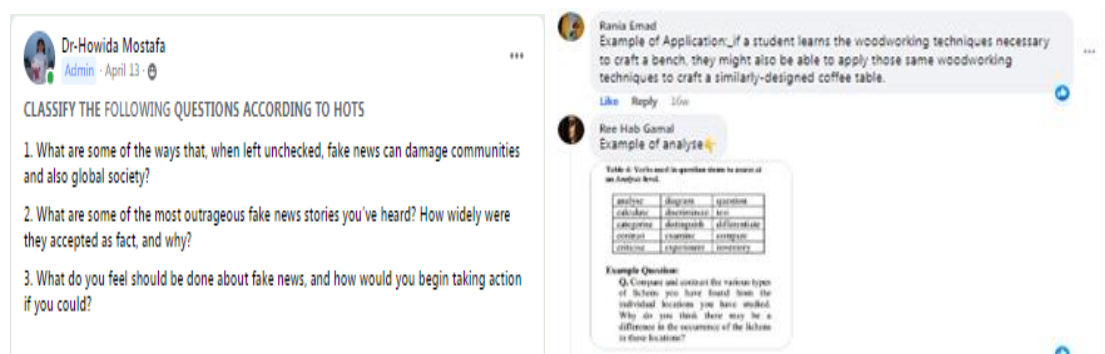 Dr-Howida Mostafa
Admin · April 13 ·
CLASSIFY THE FOLLOWING QUESTIONS ACCORDING TO HOTS
1. What are some of the ways that, when left unchecked, fake news can damage communities
and also global society?
2. What are some of the most outrageous fake news stories you've heard? How widely were
they accepted as fact, and why?
3. What do you feel should be done about fake news, and how would you begin taking action
if you could?
Rania Emad
Example of Application:_if a student learns the woodworking techniques necessary
to craft a bench, they might also be able to apply those same woodworking
techniques to craft a similarly-designed coffee table.
Like Reply 10w
Ree Hab Gamal
Example of analyse
Table 4: Verbs used in question stems to assess at
an Analysis level.
analyse diagram question
calculate discriminate test
categorise distinguish differentiate
contrast examine compare
criticise experiment inventory
Example Question:
Q. Compare and contrast the various types
of lichens you have found from the
individual locations you have studied.
Why do you think there may be a
difference in the occurrence of the lichens
in these locations?